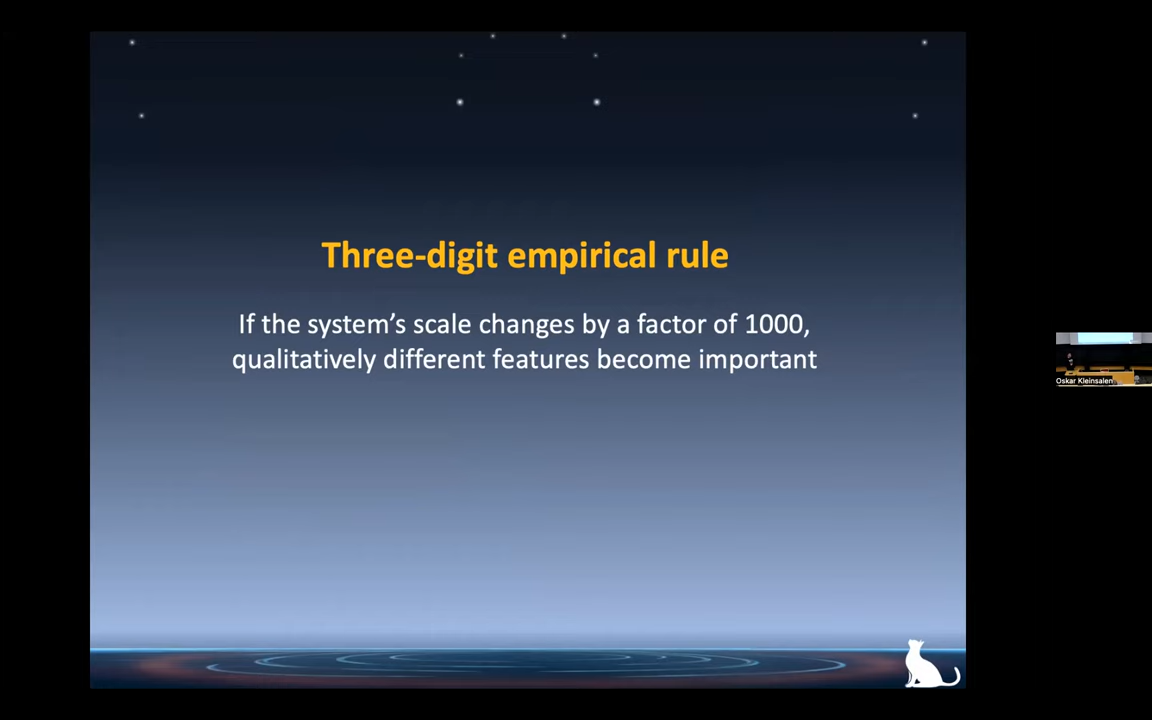 Three-digit empirical rule
If the system’s scale changes by a factor of 1000,
qualitatively different features become important
Oskar Kleinsalen